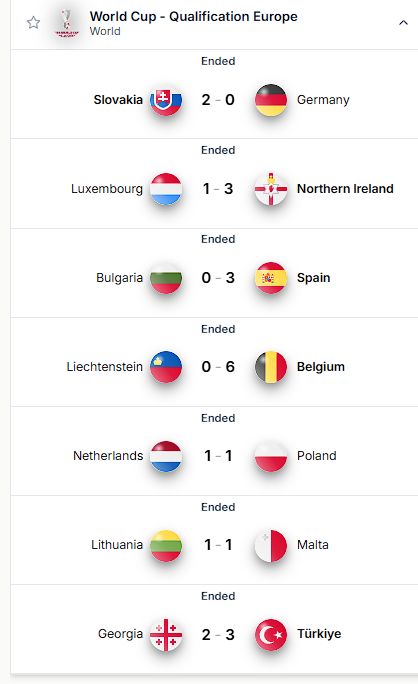 World Cup - Qualification Europe
World
Ended
Slovakia 2 - 0 Germany
Ended
Luxembourg 1 - 3 Northern Ireland
Ended
Bulgaria 0 - 3 Spain
Ended
Liechtenstein 0 - 6 Belgium
Ended
Netherlands 1 - 1 Poland
Ended
Lithuania 1 - 1 Malta
Ended
Georgia 2 - 3 Türkiye